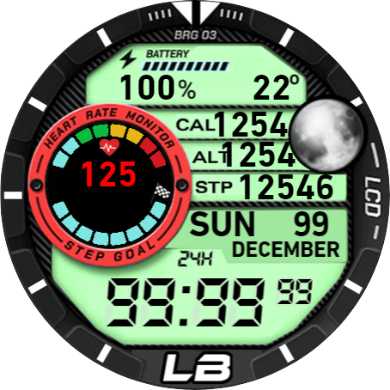 BRG 03
BATTERY
100% 22°
HEART RATE MONITOR
CAL 1254
125
ALT 1254
STP 12546
SUN 99
DECEMBER
STEP GOAL
24H
99:99 99
LCD
LB